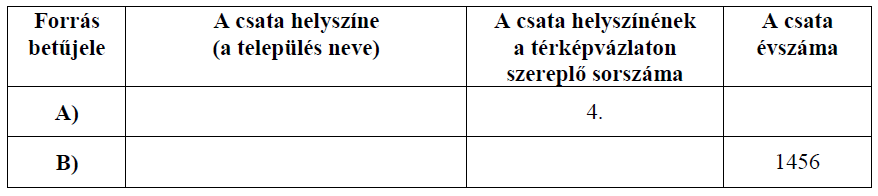 Forrás
betűjele
A csata helyszíne
(a település neve)
A csata helyszínének
a térképvázlaton
szereplő sorszáma
A csata
évszáma
A)
4.
B)
1456